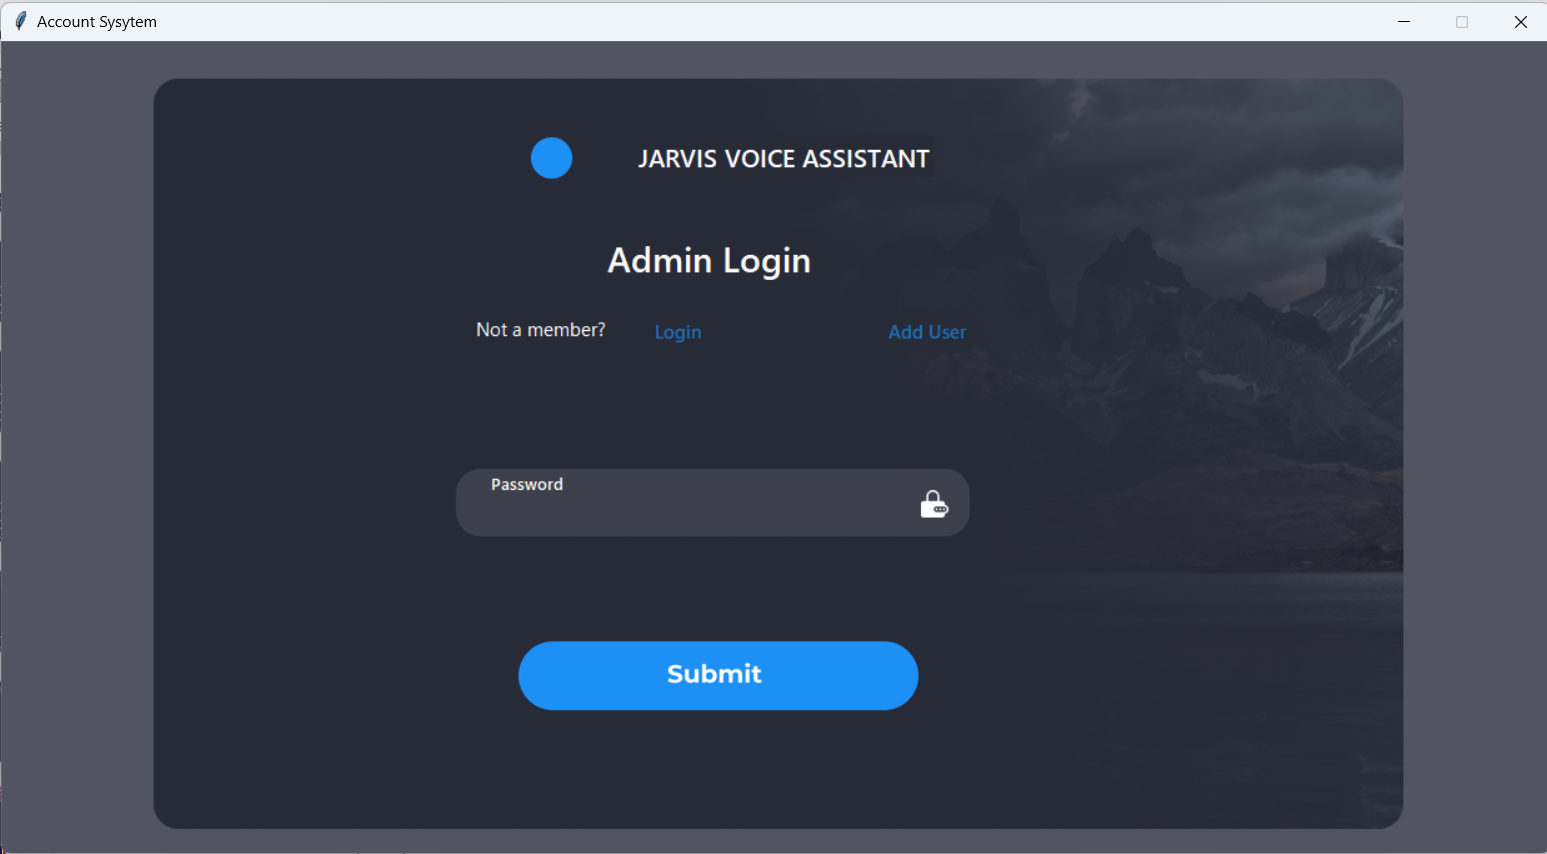 Account Sysytem
JARVIS VOICE ASSISTANT
Admin Login
Not a member? Login Add User
Password
Submit